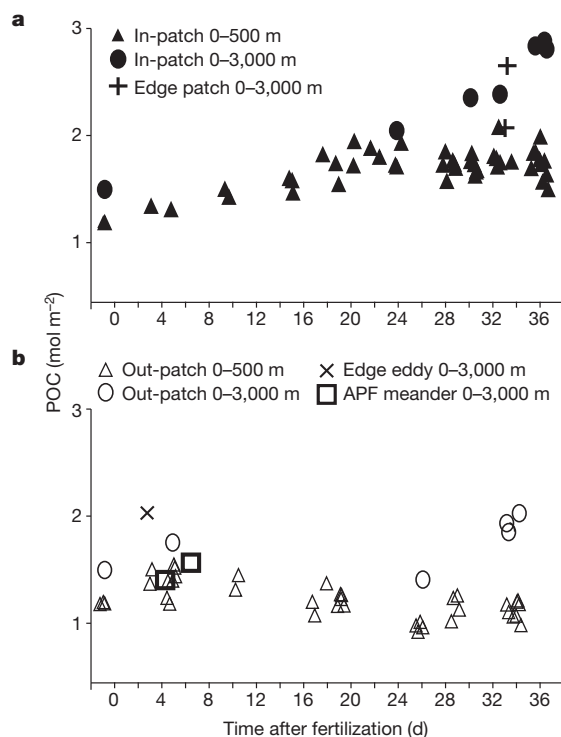 a
3
▲ In-patch 0–500 m
● In-patch 0–3,000 m
+ Edge patch 0–3,000 m
2
1
0 4 8 12 16 20 24 28 32 36
POC (mol m⁻²)
b
△ Out-patch 0–500 m × Edge eddy 0–3,000 m
○ Out-patch 0–3,000 m □ APF meander 0–3,000 m
3
2
1
0 4 8 12 16 20 24 28 32 36
Time after fertilization (d)